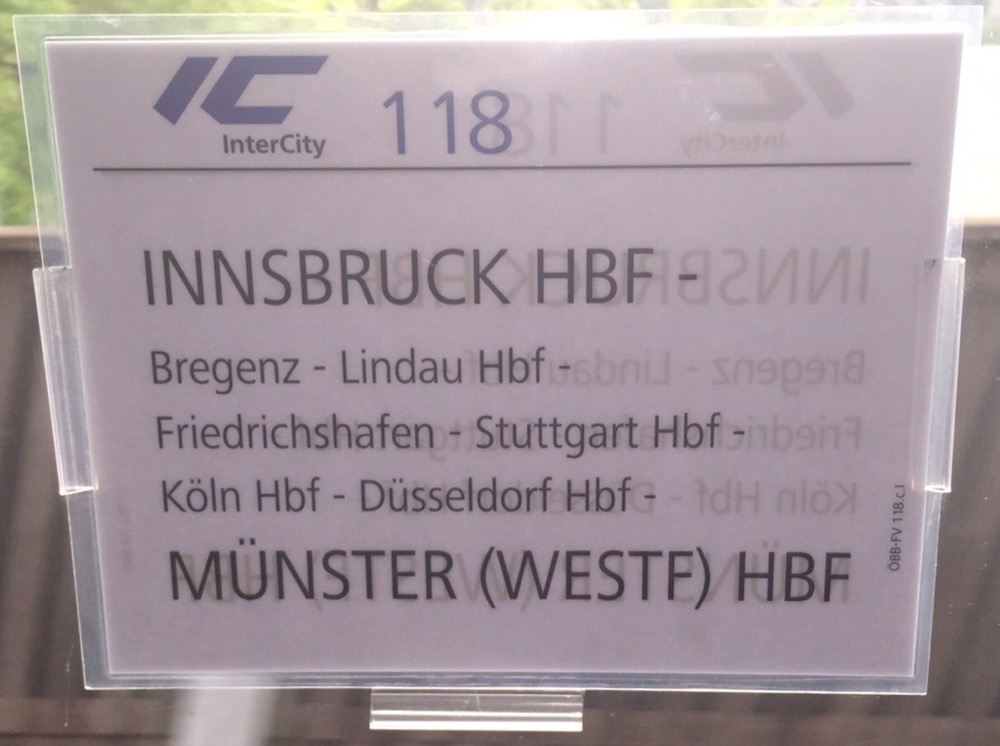 IC InterCity 118
INNSBRUCK HBF -
Bregenz - Lindau Hbf -
Friedrichshafen - Stuttgart Hbf -
Köln Hbf - Düsseldorf Hbf -
MÜNSTER (WESTF) HBF
ÖBB-FV 118.c.I